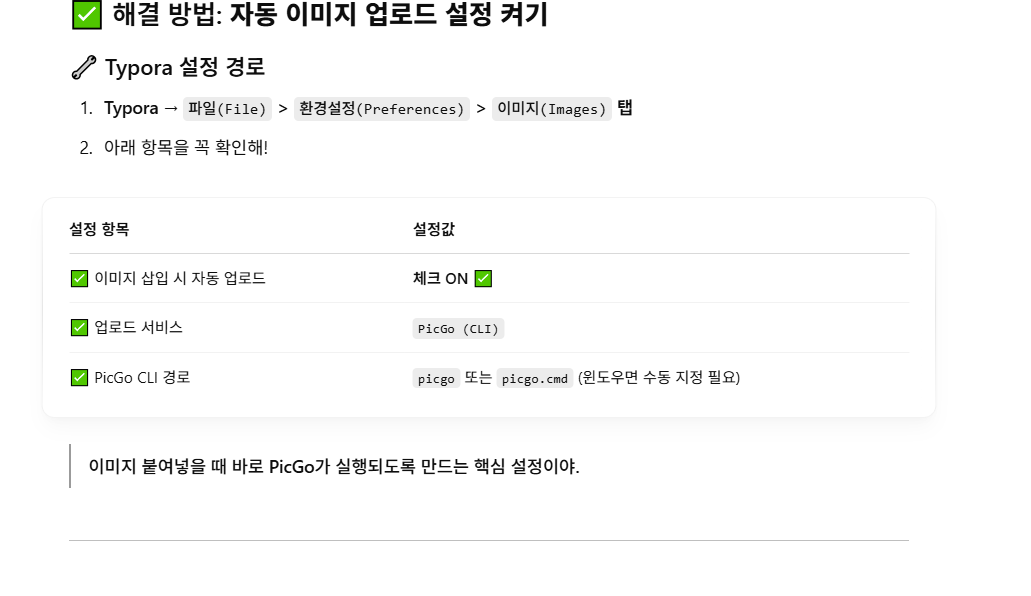 ✅ 해결 방법: 자동 이미지 업로드 설정 켜기
🔧 Typora 설정 경로
1. Typora → 파일(File) > 환경설정(Preferences) > 이미지(Images) 탭
2. 아래 항목을 꼭 확인해!
설정 항목 설정값
✅ 이미지 삽입 시 자동 업로드 체크 ON ✅
✅ 업로드 서비스 PicGo (CLI)
✅ PicGo CLI 경로 picgo 또는 picgo.cmd (윈도우면 수동 지정 필요)
이미지 붙여넣을 때 바로 PicGo가 실행되도록 만드는 핵심 설정이야.